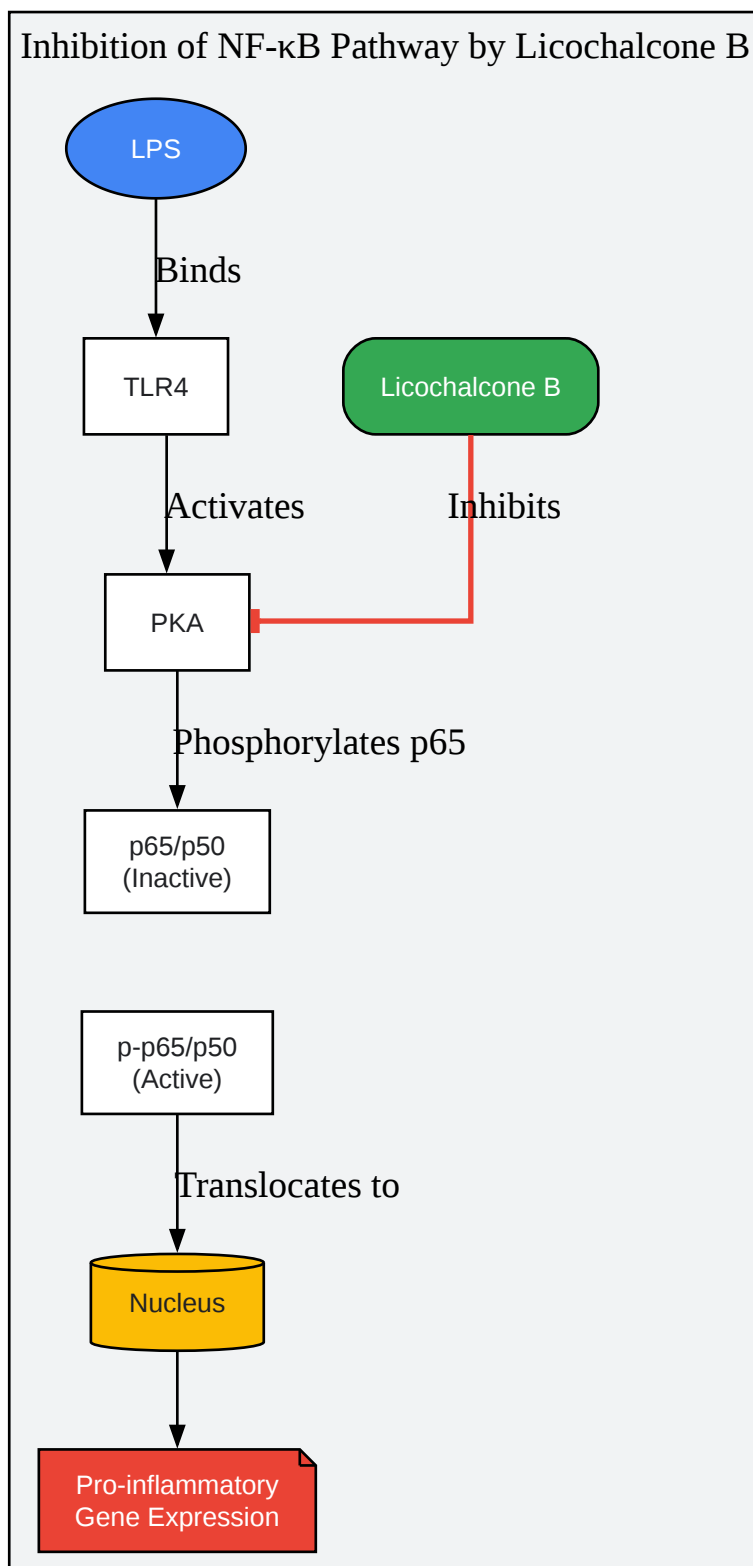 Inhibition of NF-κB Pathway by Licochalcone B
LPS
Binds
TLR4
Licochalcone B
Activates
Inhibits
PKA
Phosphorylates p65
p65/p50
(Inactive)
p-p65/p50
(Active)
Translocates to
Nucleus
Pro-inflammatory
Gene Expression